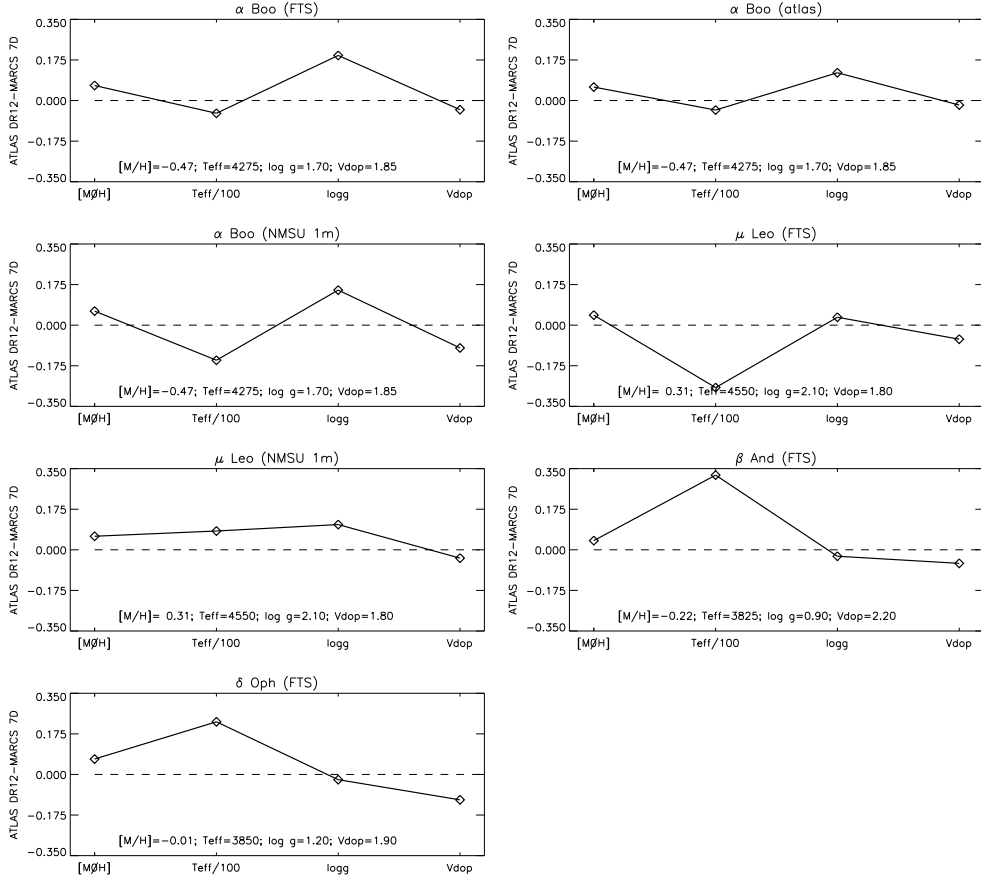 α Boo (FTS)
ATLAS DR12-MARCS 7D
0.350
0.175
0.000
-0.175
-0.350
[M/H]=-0.47; Teff=4275; log g=1.70; Vdop=1.85
[M/H] Teff/100 logg Vdop
α Boo (atlas)
ATLAS DR12-MARCS 7D
0.350
0.175
0.000
-0.175
-0.350
[M/H]=-0.47; Teff=4275; log g=1.70; Vdop=1.85
[M/H] Teff/100 logg Vdop
α Boo (NMSU 1m)
ATLAS DR12-MARCS 7D
0.350
0.175
0.000
-0.175
-0.350
[M/H]=-0.47; Teff=4275; log g=1.70; Vdop=1.85
[M/H] Teff/100 logg Vdop
μ Leo (FTS)
ATLAS DR12-MARCS 7D
0.350
0.175
0.000
-0.175
-0.350
[M/H]= 0.31; Teff=4550; log g=2.10; Vdop=1.80
[M/H] Teff/100 logg Vdop
μ Leo (NMSU 1m)
ATLAS DR12-MARCS 7D
0.350
0.175
0.000
-0.175
-0.350
[M/H]= 0.31; Teff=4550; log g=2.10; Vdop=1.80
[M/H] Teff/100 logg Vdop
β And (FTS)
ATLAS DR12-MARCS 7D
0.350
0.175
0.000
-0.175
-0.350
[M/H]=-0.22; Teff=3825; log g=0.90; Vdop=2.20
[M/H] Teff/100 logg Vdop
δ Oph (FTS)
ATLAS DR12-MARCS 7D
0.350
0.175
0.000
-0.175
-0.350
[M/H]=-0.01; Teff=3850; log g=1.20; Vdop=1.90
[M/H] Teff/100 logg Vdop